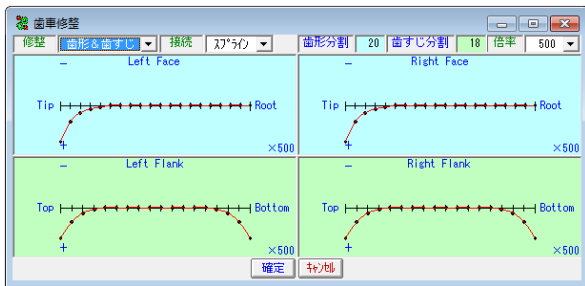 歯車修整
修整 歯形&歯すじ 接続 スプライン 歯形分割 20 歯すじ分割 18 倍率 500
− Left Face − Right Face
Tip Root Tip Root
+ ×500 + ×500
− Left Flank − Right Flank
Top Bottom Top Bottom
+ ×500 + ×500
確定 キャンセル